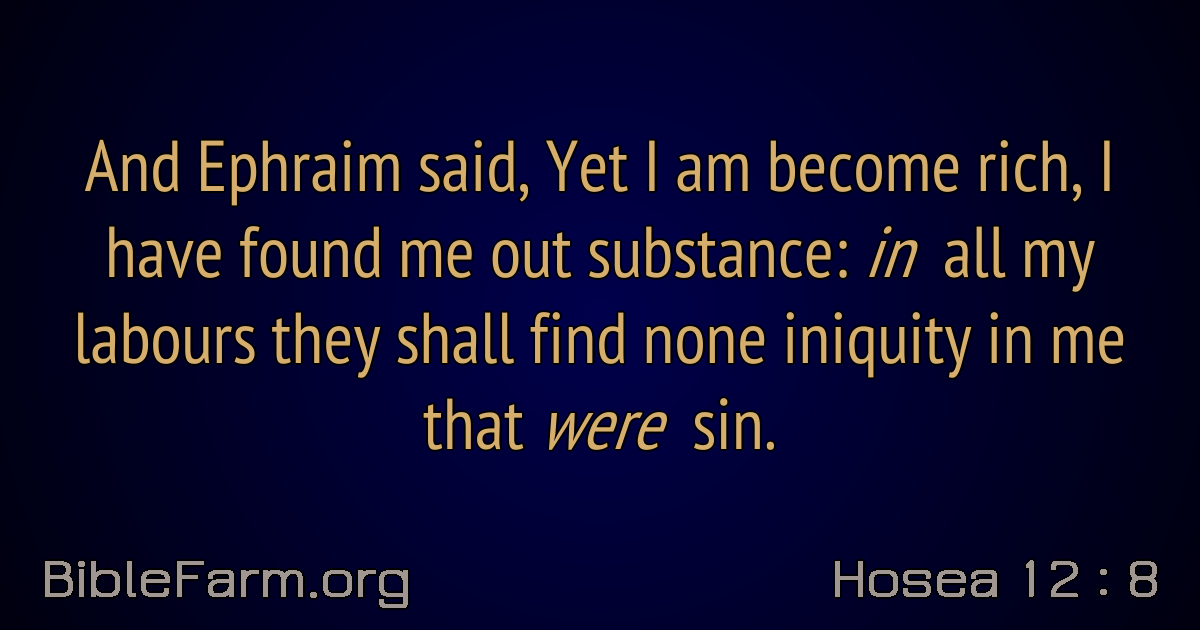 And Ephraim said, Yet I am become rich, I
have found me out substance: in all my
labours they shall find none iniquity in me
that were sin.
BibleFarm.org
Hosea 12 : 8